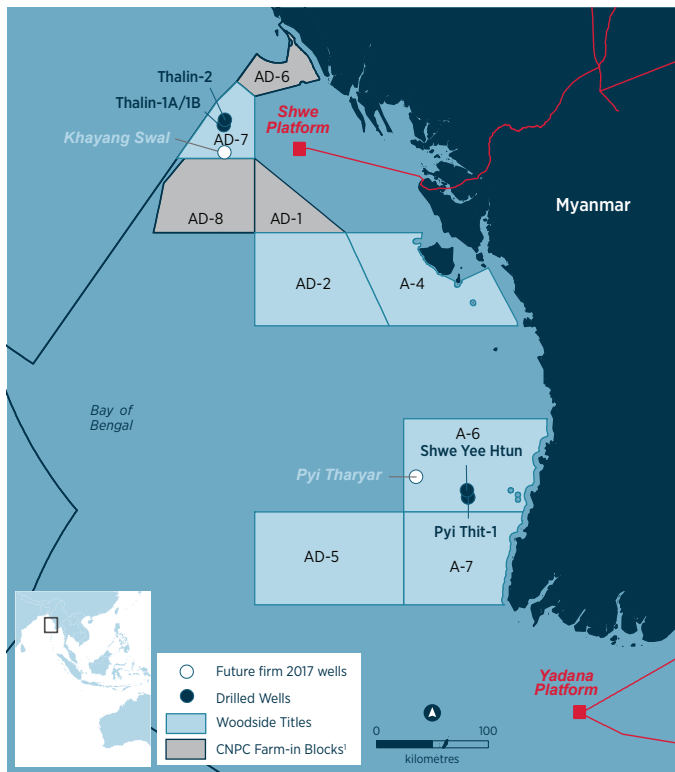 AD-6
Thalin-2
Thalin-1A/1B
Shwe
Platform
Khayang Swal
AD-7
Myanmar
AD-8
AD-1
AD-2
A-4
Bay of
Bengal
A-6
Shwe Yee Htun
Pyi Tharyar
Pyi Thit-1
AD-5
A-7
Future firm 2017 wells
Drilled Wells
Woodside Titles
CNPC Farm-in Blocks¹
Yadana
Platform
0
100
kilometres